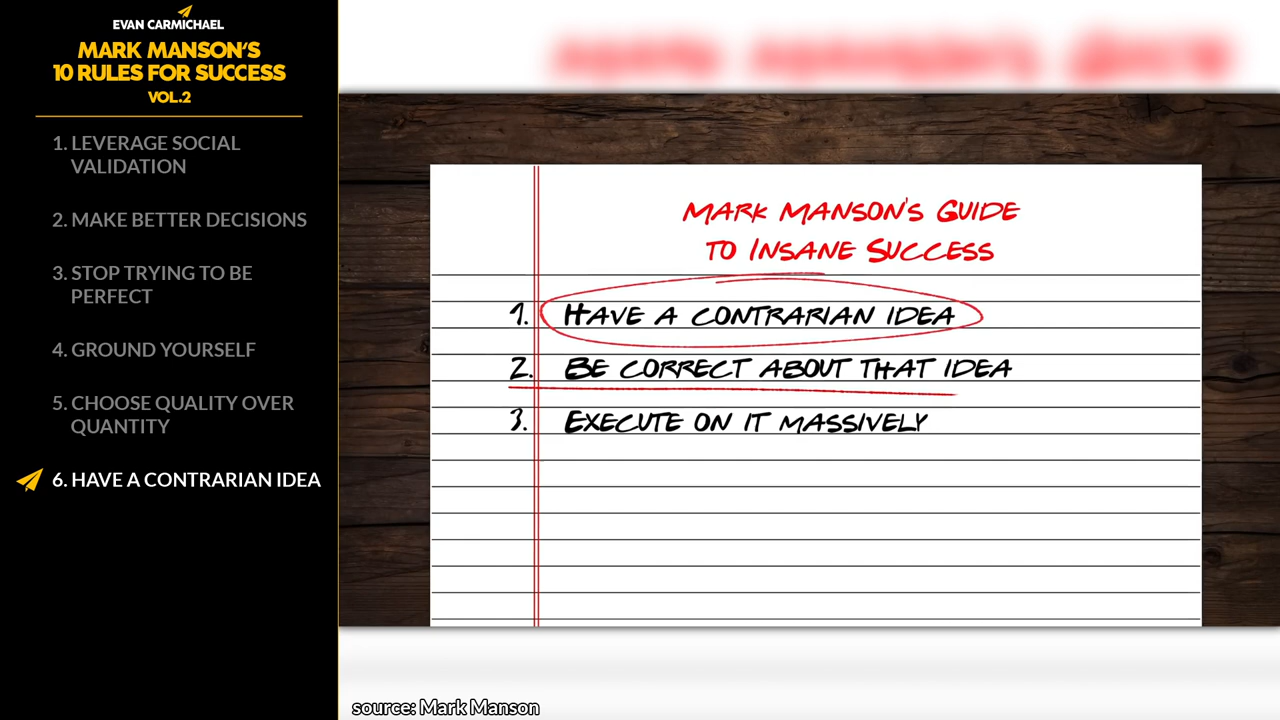 EVAN CARMICHAEL
MARK MANSON'S
10 RULES FOR SUCCESS
VOL.2
1. LEVERAGE SOCIAL
VALIDATION
2. MAKE BETTER DECISIONS
3. STOP TRYING TO BE
PERFECT
4. GROUND YOURSELF
5. CHOOSE QUALITY OVER
QUANTITY
6. HAVE A CONTRARIAN IDEA
MARK MANSON'S GUIDE
TO INSANE SUCCESS
1. HAVE A CONTRARIAN IDEA
2. BE CORRECT ABOUT THAT IDEA
3. EXECUTE ON IT MASSIVELY
source: Mark Manson